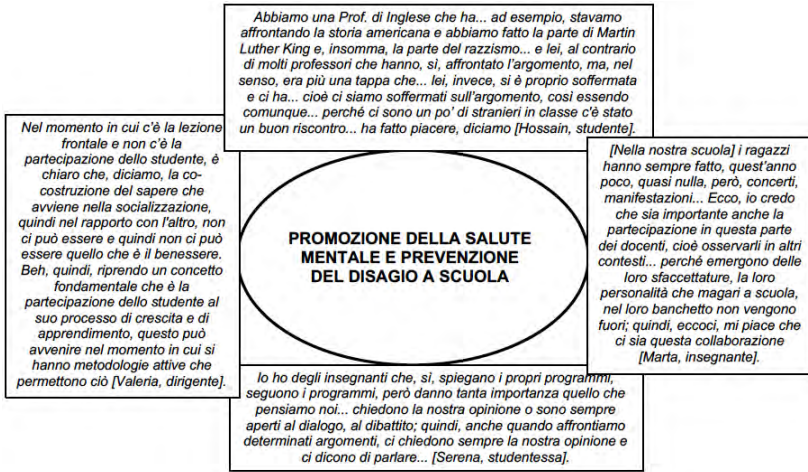 Abbiamo una Prof. di Inglese che ha... ad esempio, stavamo
affrontando la storia americana e abbiamo fatto la parte di Martin
Luther King e, insomma, la parte del razzismo... e lei, al contrario
di molti professori che hanno, sì, affrontato l'argomento, ma, nel
senso, era più una tappa che... lei, invece, si è proprio soffermata
e ci ha... cioè ci siamo soffermati sull'argomento, così essendo
comunque... perché ci sono un po' di stranieri in classe c'è stato
un buon riscontro... ha fatto piacere, diciamo [Hossain, studente].
Nel momento in cui c'è la lezione
frontale e non c'è la
partecipazione dello studente, è
chiaro che, diciamo, la co-
costruzione del sapere che
avviene nella socializzazione,
quindi nel rapporto con l'altro, non
ci può essere e quindi non ci può
essere quello che è il benessere.
Beh, quindi, riprendo un concetto
fondamentale che è la
partecipazione dello studente al
suo processo di crescita e di
apprendimento, questo può
avvenire nel momento in cui si
hanno metodologie attive che
permettono ciò [Valeria, dirigente].
PROMOZIONE DELLA SALUTE
MENTALE E PREVENZIONE
DEL DISAGIO A SCUOLA
[Nella nostra scuola] i ragazzi
hanno sempre fatto, quest'anno
poco, quasi nulla, però, concerti,
manifestazioni... Ecco, io credo
che sia importante anche la
partecipazione in questa parte
dei docenti, cioè osservarli in altri
contesti... perché emergono delle
loro sfaccettature, la loro
personalità che magari a scuola,
nel loro banchetto non vengono
fuori; quindi, eccoci, mi piace che
ci sia questa collaborazione
[Marta, insegnante].
Io ho degli insegnanti che, sì, spiegano i propri programmi,
seguono i programmi, però danno tanta importanza quello che
pensiamo noi... chiedono la nostra opinione o sono sempre
aperti al dialogo, al dibattito; quindi, anche quando affrontiamo
determinati argomenti, ci chiedono sempre la nostra opinione e
ci dicono di parlare... [Serena, studentessa].